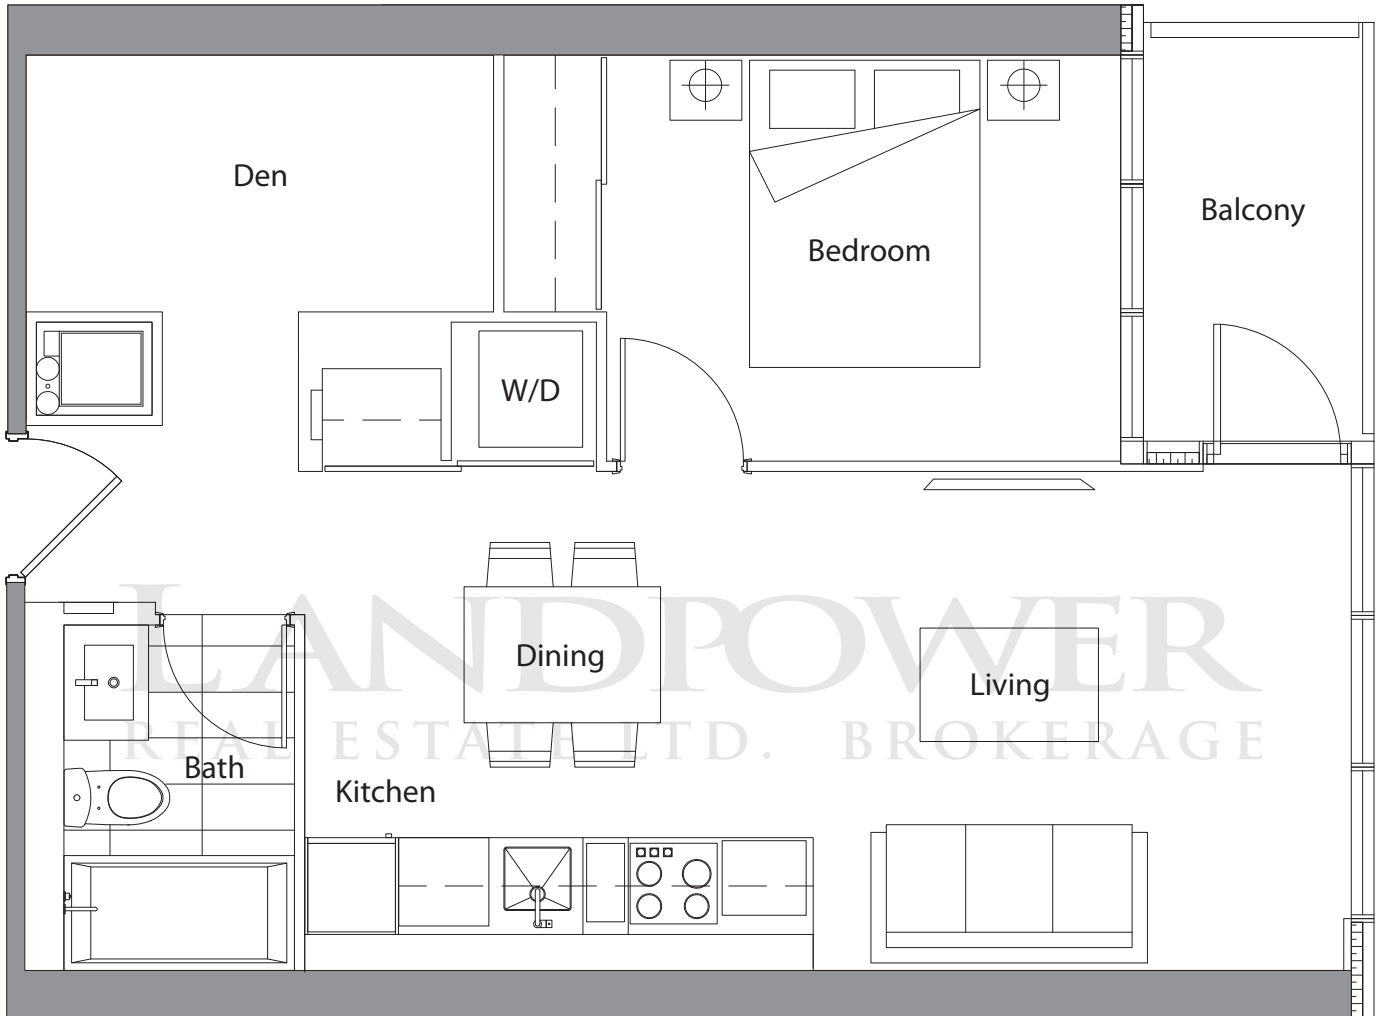 Den
Balcony
Bedroom
W/D
LANDPOWER
Dining
Living
REAL ESTATE LTD. BROKERAGE
Bath
Kitchen